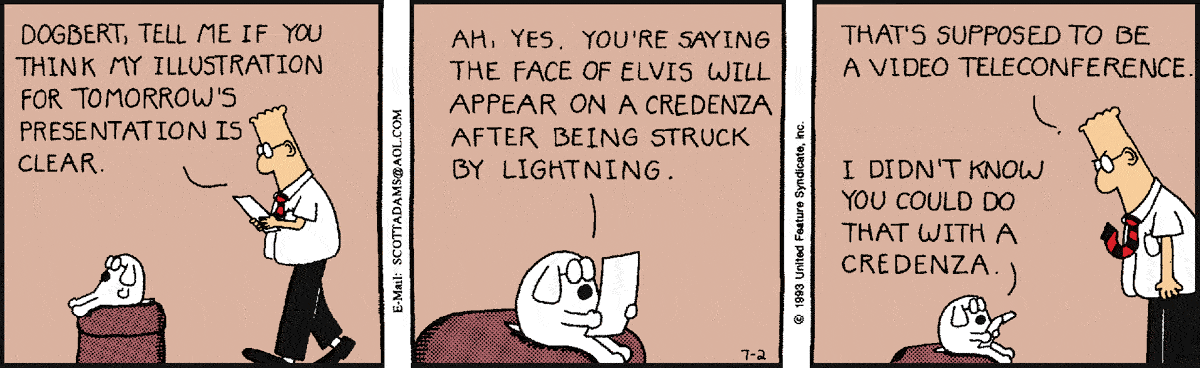 DOGBERT, TELL ME IF YOU
THINK MY ILLUSTRATION
FOR TOMORROW'S
PRESENTATION IS
CLEAR.
E-Mail: SCOTTADAMS@AOL.COM
AH, YES. YOU'RE SAYING
THE FACE OF ELVIS WILL
APPEAR ON A CREDENZA
AFTER BEING STRUCK
BY LIGHTNING.
7-2
© 1993 United Feature Syndicate, Inc.
THAT'S SUPPOSED TO BE
A VIDEO TELECONFERENCE.
I DIDN'T KNOW
YOU COULD DO
THAT WITH A
CREDENZA.